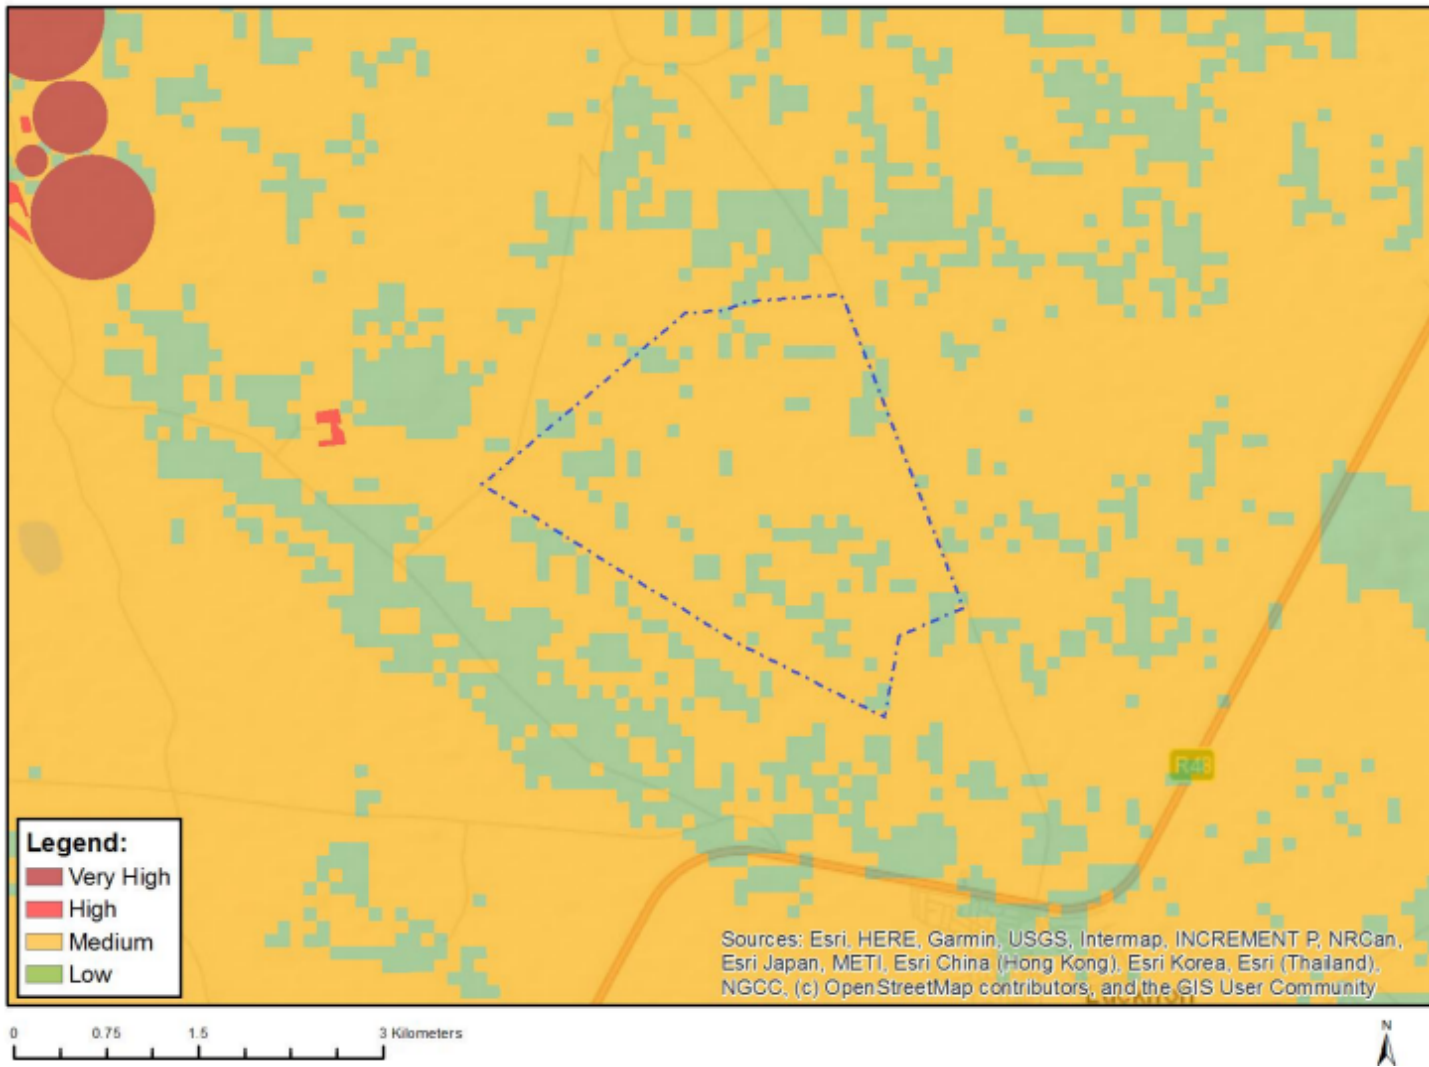 R48
Legend:
Very High
High
Medium
Low
Sources: Esri, HERE, Garmin, USGS, Intermap, INCREMENT P, NRCan,
Esri Japan, METI, Esri China (Hong Kong), Esri Korea, Esri (Thailand),
NGCC, (c) OpenStreetMap contributors, and the GIS User Community
0 0.75 1.5 3 Kilometers
N